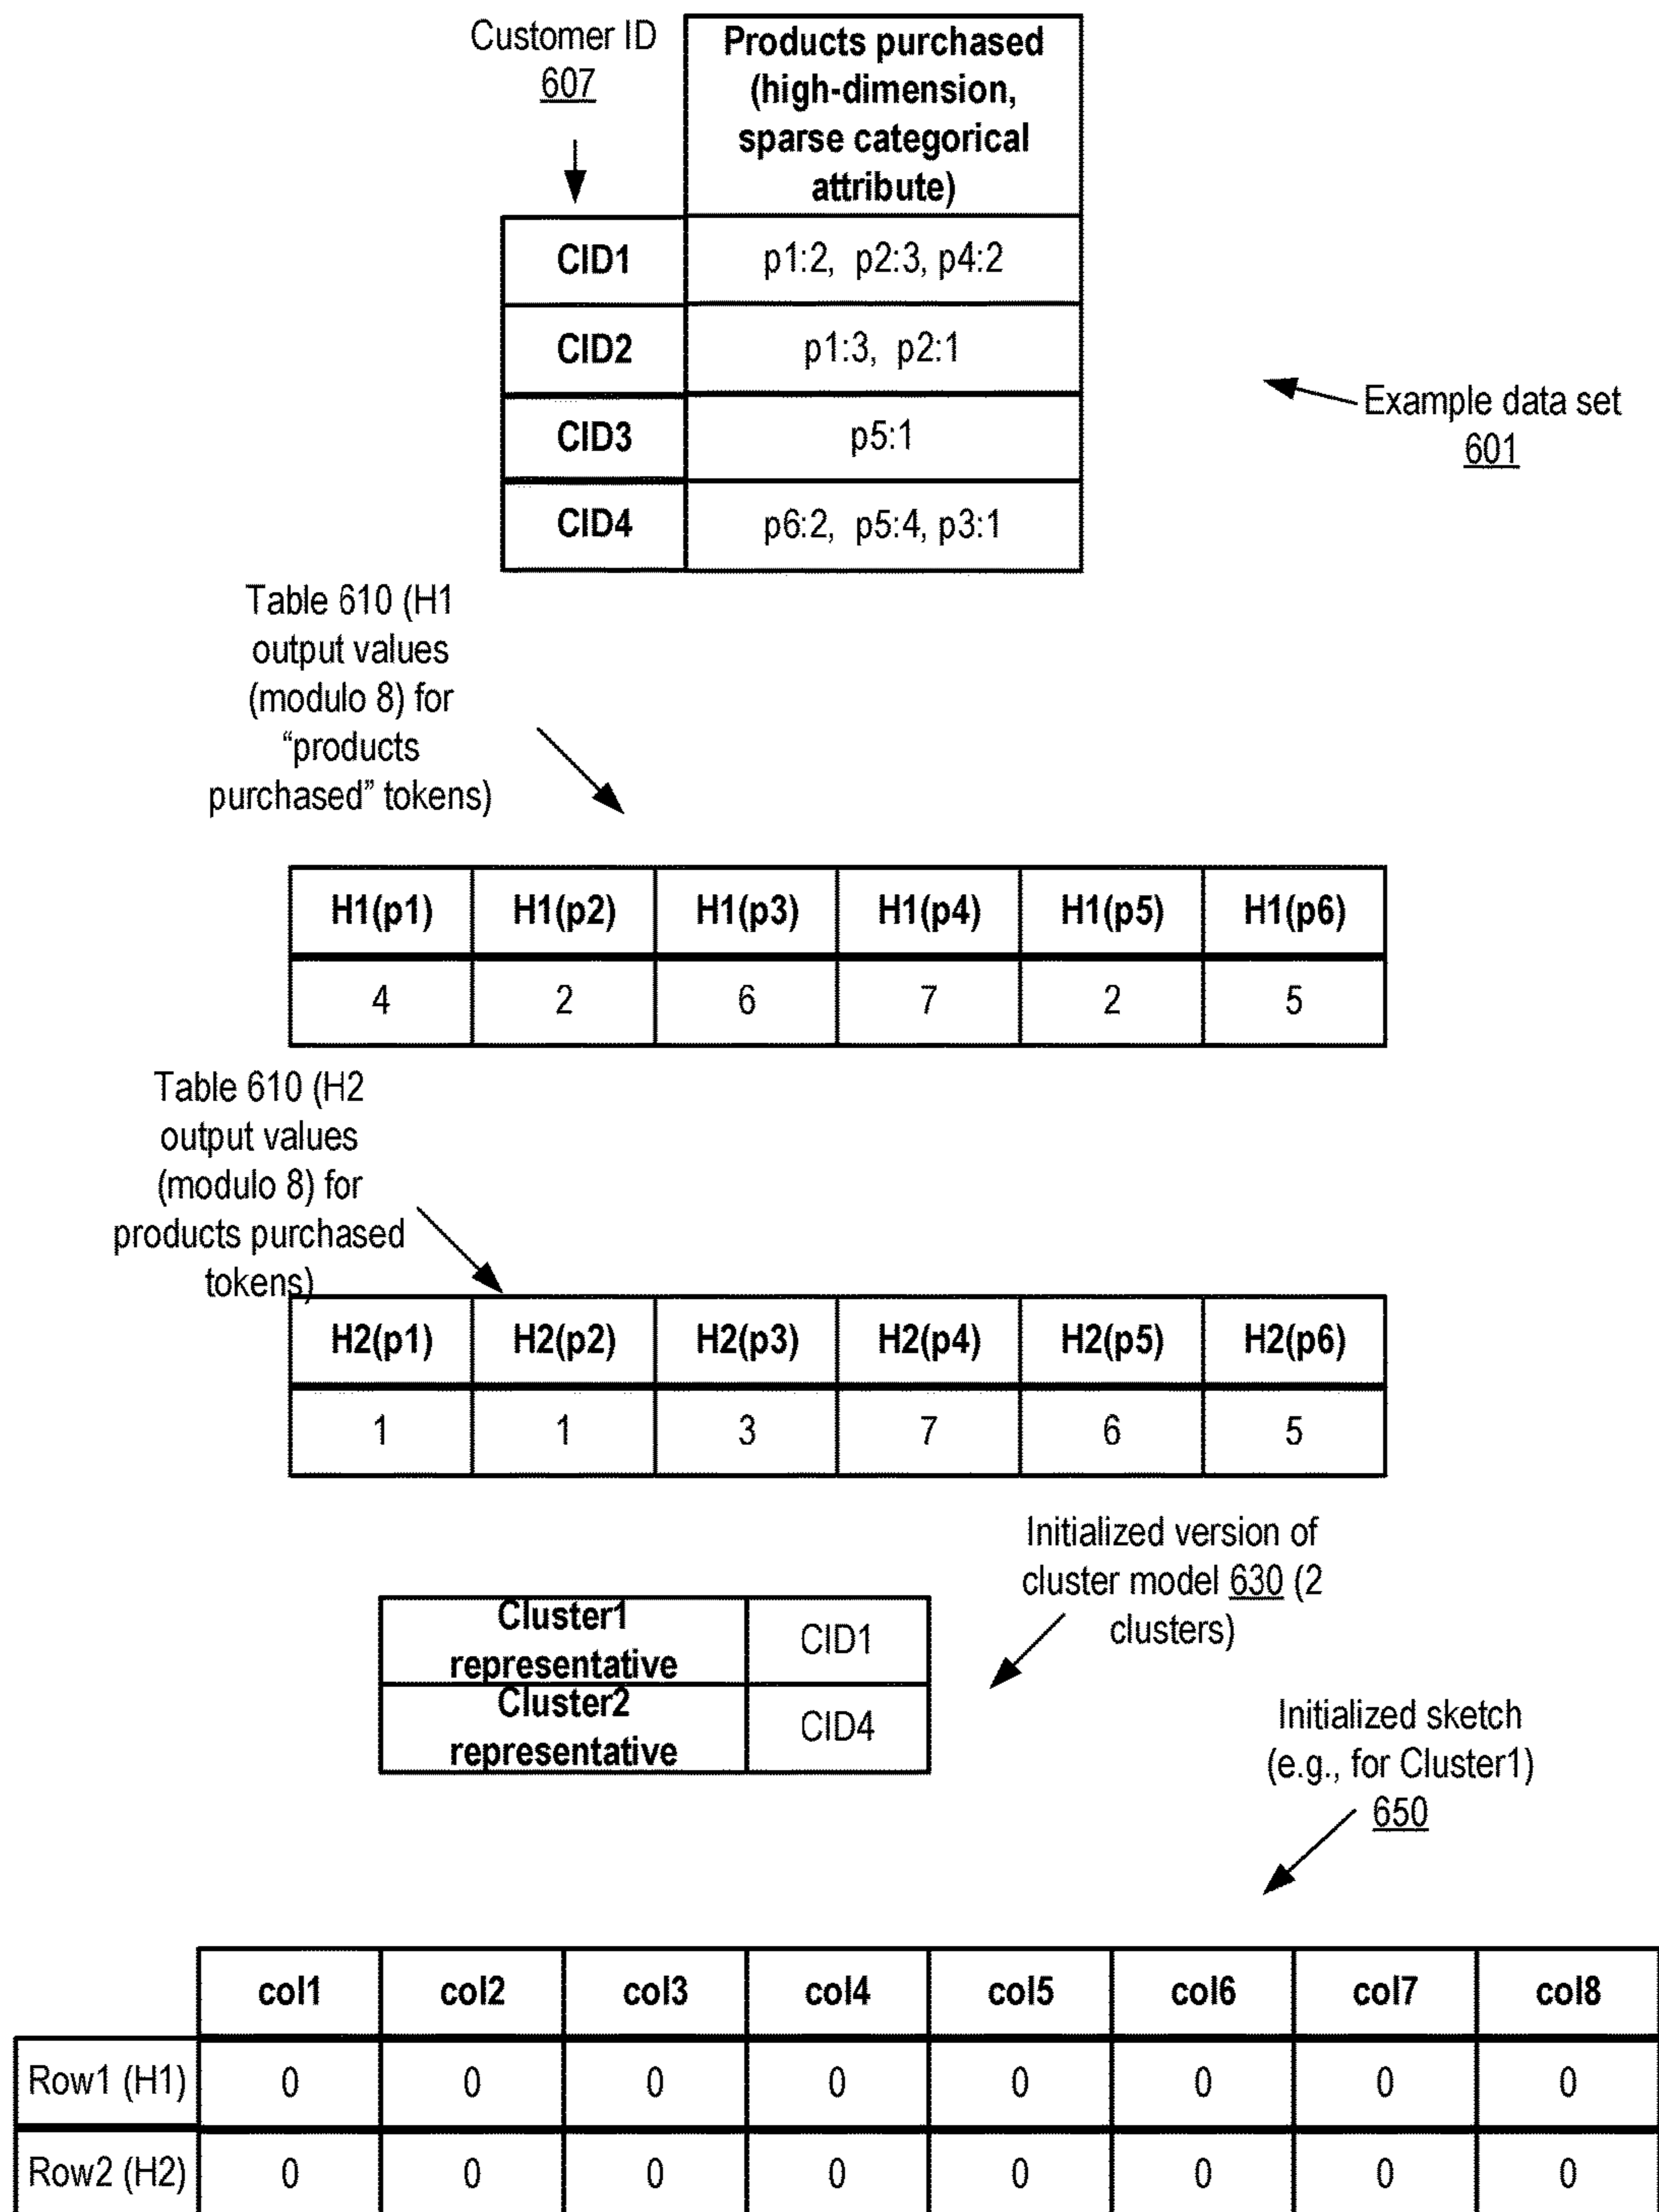 Customer ID
607
Products purchased
(high-dimension,
sparse categorical
attribute)
CID1 p1:2, p2:3, p4:2
CID2 p1:3, p2:1
CID3 p5:1
CID4 p6:2, p5:4, p3:1
Example data set
601
Table 610 (H1
output values
(modulo 8) for
“products
purchased” tokens)
H1(p1) H1(p2) H1(p3) H1(p4) H1(p5) H1(p6)
4 2 6 7 2 5
Table 610 (H2
output values
(modulo 8) for
products purchased
tokens)
H2(p1) H2(p2) H2(p3) H2(p4) H2(p5) H2(p6)
1 1 3 7 6 5
Initialized version of
cluster model 630 (2
clusters)
Cluster1
representative
CID1
Cluster2
representative
CID4
Initialized sketch
(e.g., for Cluster1)
650
col1 col2 col3 col4 col5 col6 col7 col8
Row1 (H1) 0 0 0 0 0 0 0 0
Row2 (H2) 0 0 0 0 0 0 0 0